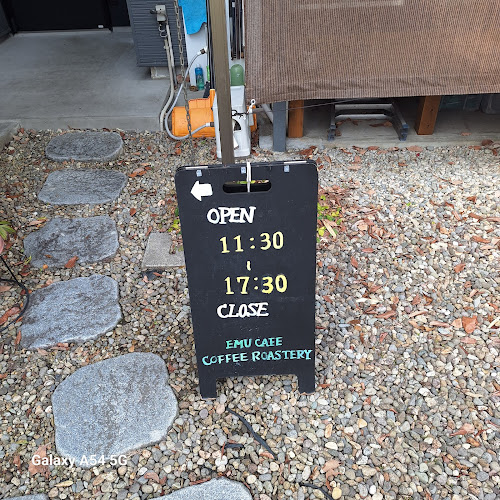 OPEN
11:30
~
17:30
CLOSE
EMU CAFE
COFFEE ROASTERY
Galaxy A54 5G